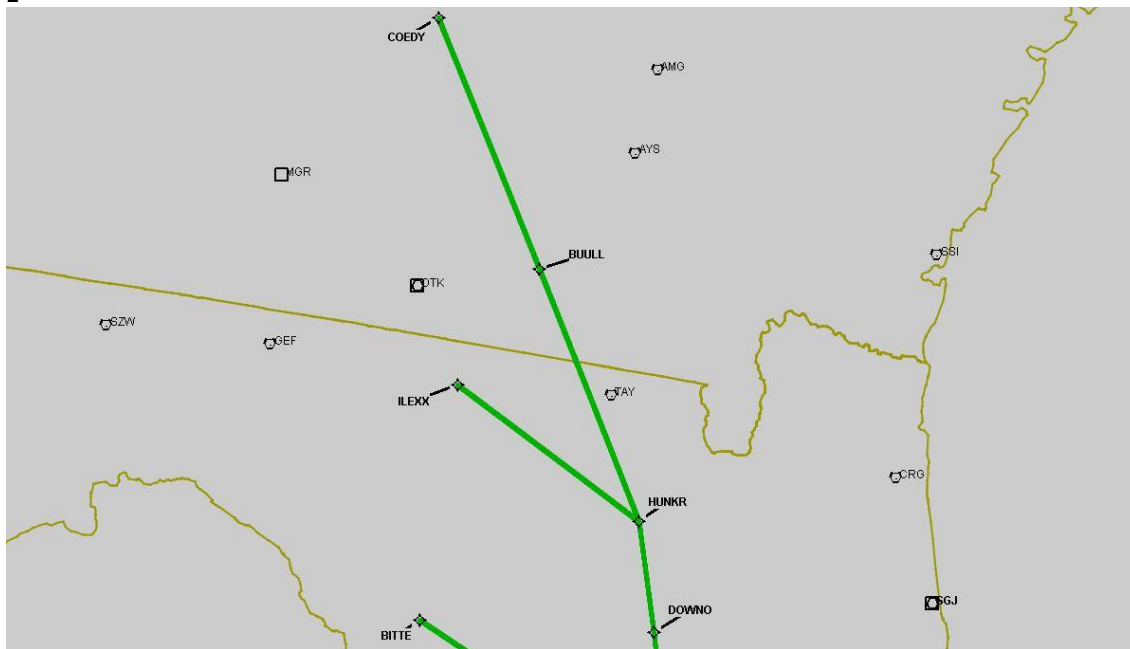 COEDY
AMG
AYS
MGR
BUULL
SSI
OTK
SZW
GEF
ILEXX
TAY
CRG
HUNKR
SGJ
DOWNO
BITTE